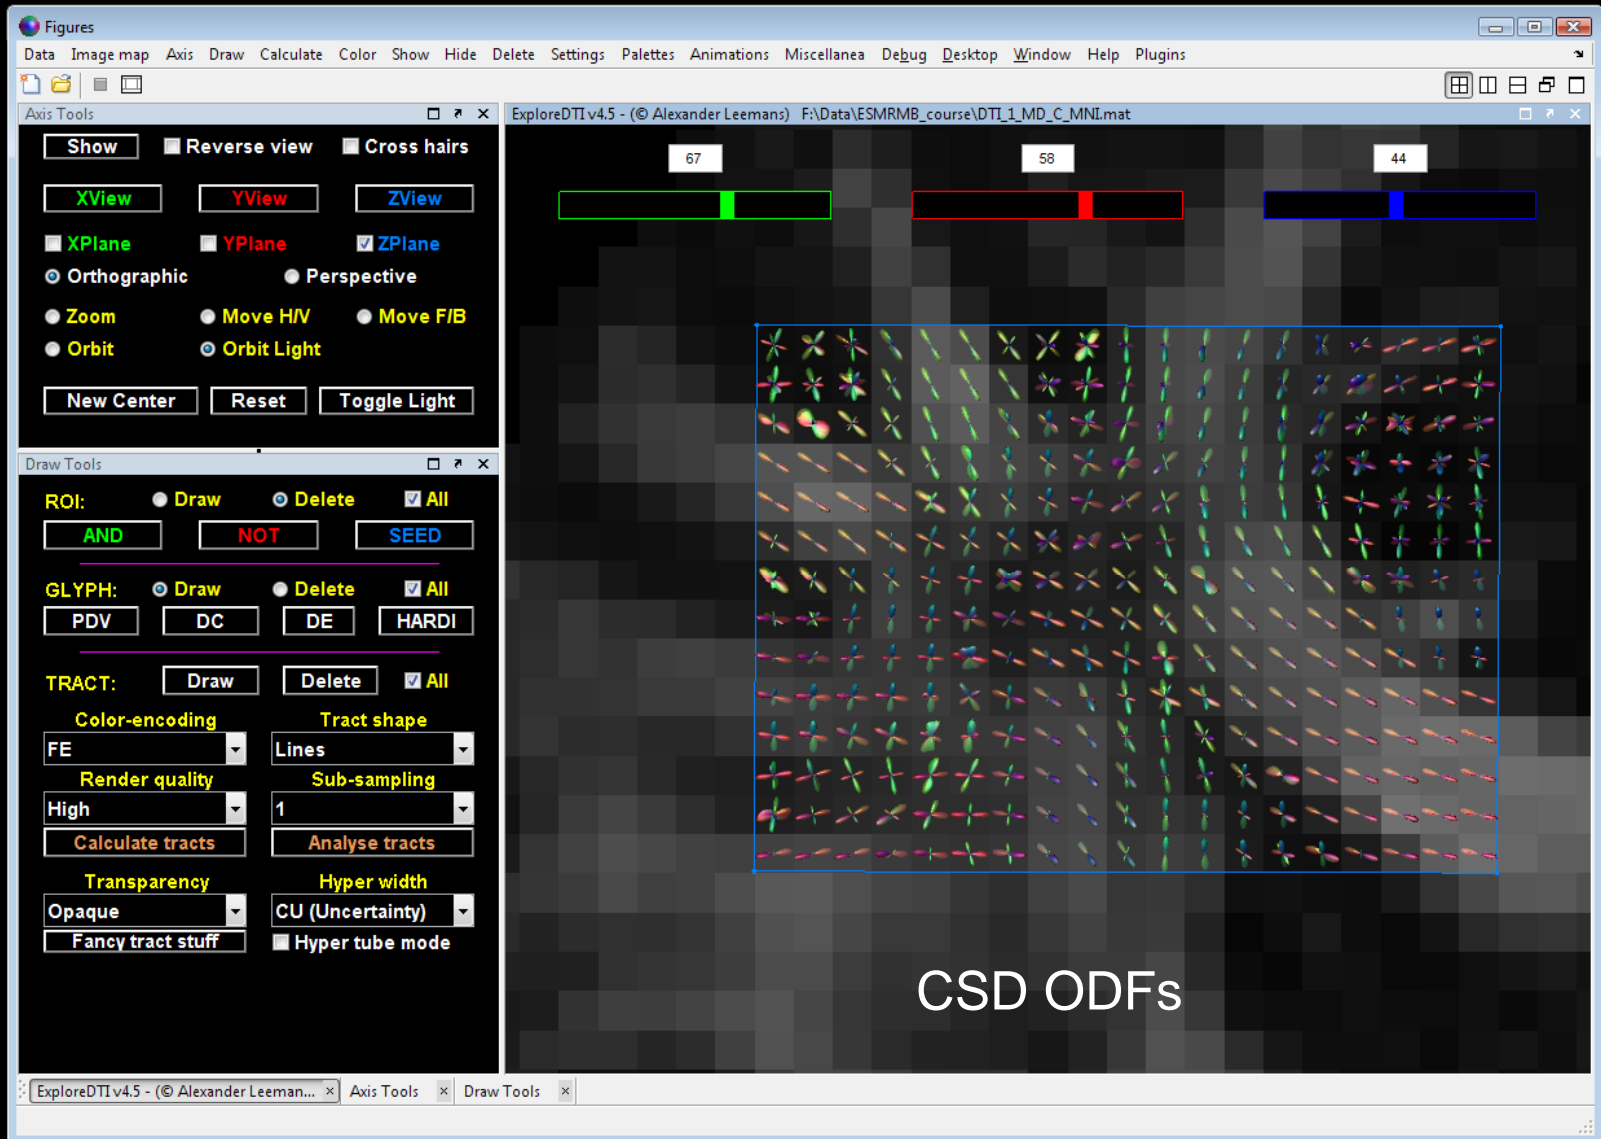 Figures
Data Image map Axis Draw Calculate Color Show Hide Delete Settings Palettes Animations Miscellanea Debug Desktop Window Help Plugins
Axis Tools
Show Reverse view Cross hairs
XView YView ZView
XPlane YPlane ZPlane
Orthographic Perspective
Zoom Move H/V Move F/B
Orbit Orbit Light
New Center Reset Toggle Light
Draw Tools
ROI: Draw Delete All
AND NOT SEED
GLYPH: Draw Delete All
PDV DC DE HARDI
TRACT: Draw Delete All
Color-encoding Tract shape
FE Lines
Render quality Sub-sampling
High 1
Calculate tracts Analyse tracts
Transparency Hyper width
Opaque CU (Uncertainty)
Fancy tract stuff Hyper tube mode
ExploreDTI v4.5 - (© Alexander Leemans) F:\Data\ESMRMB_course\DTI_1_MD_C_MNI.mat
67 58 44
CSD ODFs
ExploreDTI v4.5 - (© Alexander Leeman... Axis Tools Draw Tools